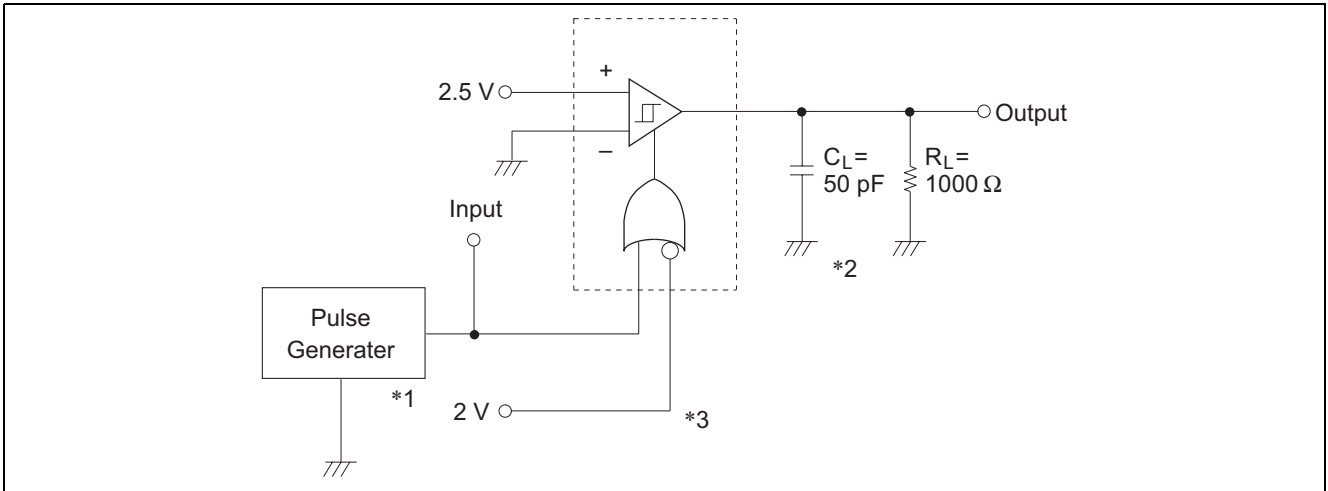 +
2.5 V
Output
–
C_L=
50 pF
R_L=
1000 Ω
Input
*2
Pulse
Generater
*1
2 V
*3